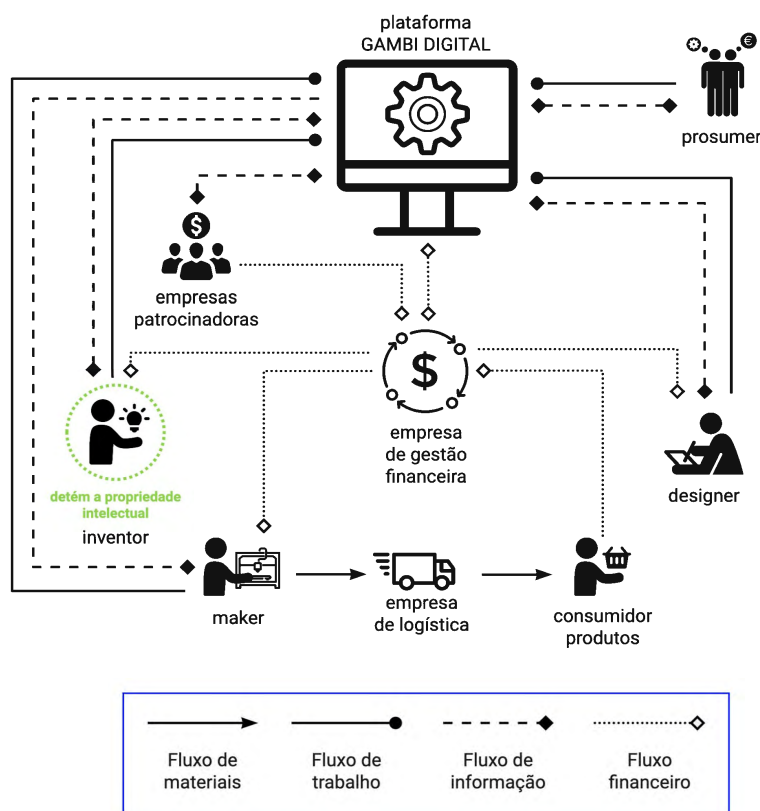 plataforma
GAMBI DIGITAL
€
prosumer
$
empresas
patrocinadoras
$
empresa
de gestão
financeira
detém a propriedade
intelectual
inventor
designer
maker
empresa
de logística
consumidor
produtos
Fluxo de
materiais
Fluxo de
trabalho
Fluxo de
informação
Fluxo
financeiro